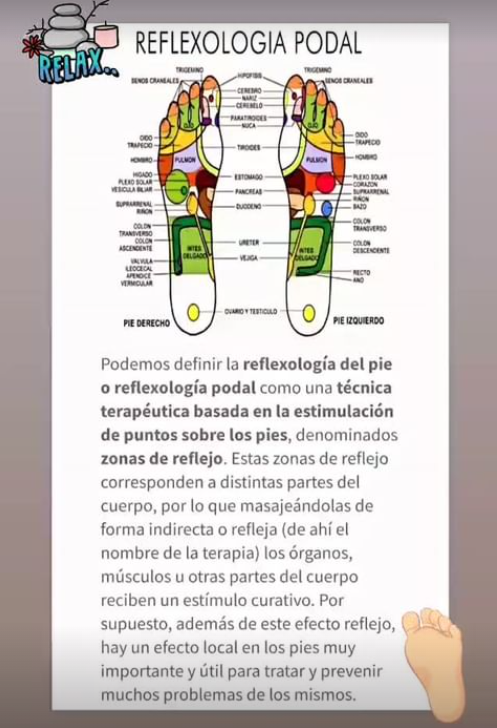 RELAX..
REFLEXOLOGIA PODAL
TRIGEMINO
SENOS CRANEALES
HIPOFISIS
TRIGEMINO
SENOS CRANEALES
CEREBRO
NARIZ
CEREBELO
PARATIROIDES
NUCA
OJO
OJO
OIDO
TRAPECIO
TIROIDES
OIDO
TRAPECIO
HOMBRO
PULMON
PULMON
HOMBRO
HIGADO
PLEXO SOLAR
VESICULA BILIAR
ESTOMAGO
PANCREAS
PLEXO SOLAR
CORAZON
SUPRARRENAL
RIÑON
BAZO
SUPRARRENAL
RIÑON
DUODENO
COLON
TRANSVERSO
COLON
ASCENDENTE
COLON
TRANSVERSO
URETER
VEJIGA
COLON
DESCENDENTE
INTES.
DELGADO
INTES.
DELGADO
VALVULA
ILEOCECAL
APENDICE
VERMICULAR
RECTO
ANO
OVARIO Y TESTICULO
PIE DERECHO
PIE IZQUIERDO
Podemos definir la reflexología del pie
o reflexología podal como una técnica
terapéutica basada en la estimulación
de puntos sobre los pies, denominados
zonas de reflejo. Estas zonas de reflejo
corresponden a distintas partes del
cuerpo, por lo que masajeándolas de
forma indirecta o refleja (de ahí el
nombre de la terapia) los órganos,
músculos u otras partes del cuerpo
reciben un estímulo curativo. Por
supuesto, además de este efecto reflejo,
hay un efecto local en los pies muy
importante y útil para tratar y prevenir
muchos problemas de los mismos.